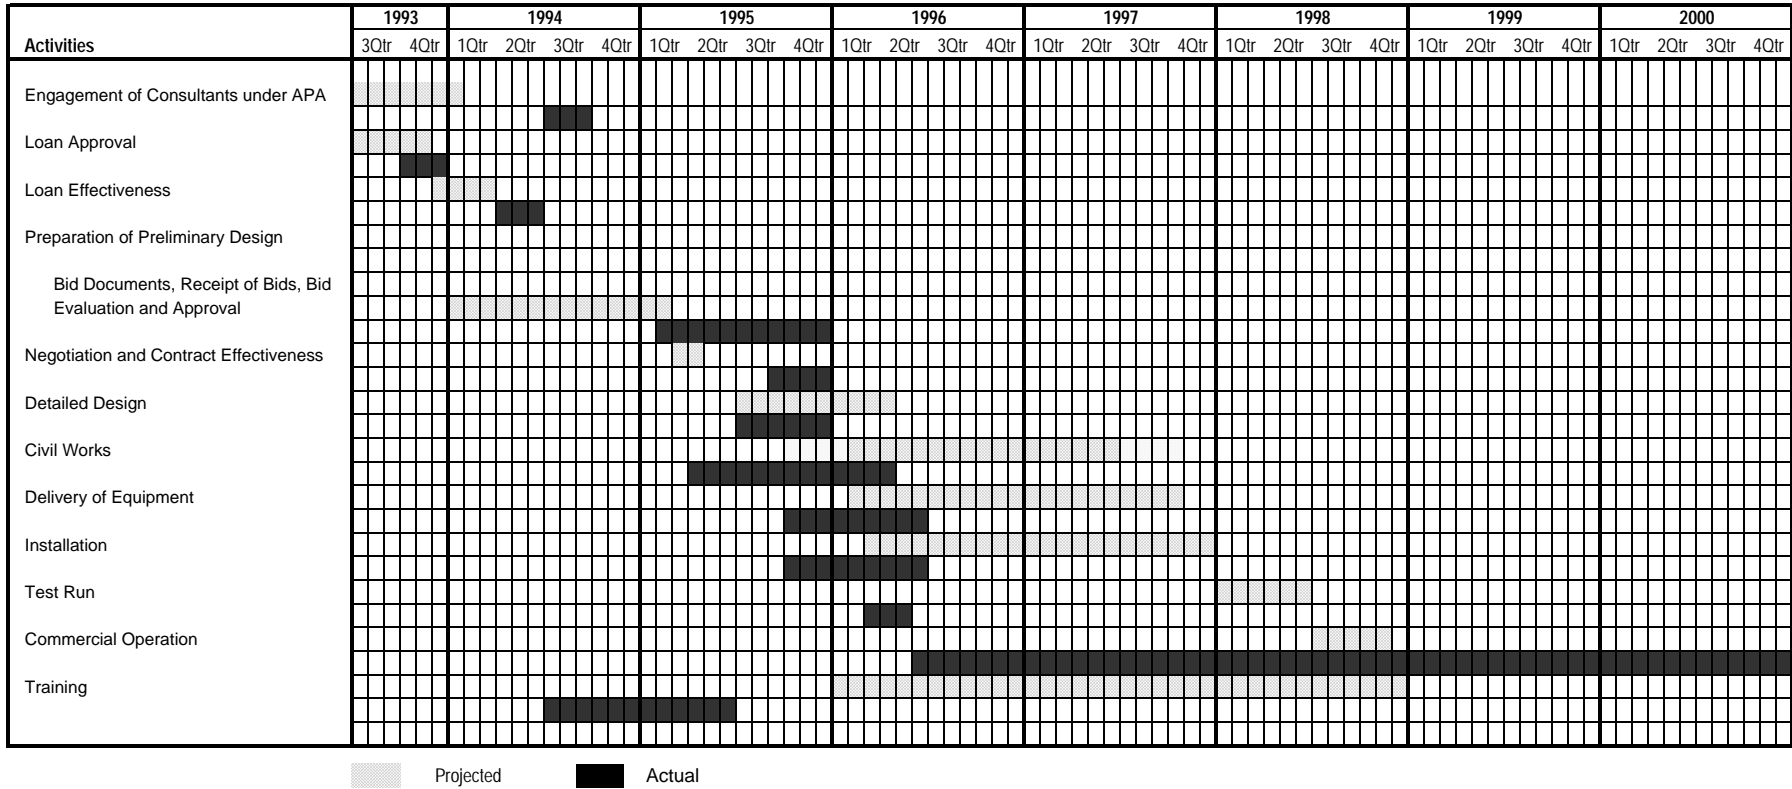 1993 1994 1995 1996 1997 1998 1999 2000
Activities 3Qtr 4Qtr 1Qtr 2Qtr 3Qtr 4Qtr 1Qtr 2Qtr 3Qtr 4Qtr 1Qtr 2Qtr 3Qtr 4Qtr 1Qtr 2Qtr 3Qtr 4Qtr 1Qtr 2Qtr 3Qtr 4Qtr 1Qtr 2Qtr 3Qtr 4Qtr 1Qtr 2Qtr 3Qtr 4Qtr
Engagement of Consultants under APA
Loan Approval
Loan Effectiveness
Preparation of Preliminary Design
Bid Documents, Receipt of Bids, Bid
Evaluation and Approval
Negotiation and Contract Effectiveness
Detailed Design
Civil Works
Delivery of Equipment
Installation
Test Run
Commercial Operation
Training
Projected Actual